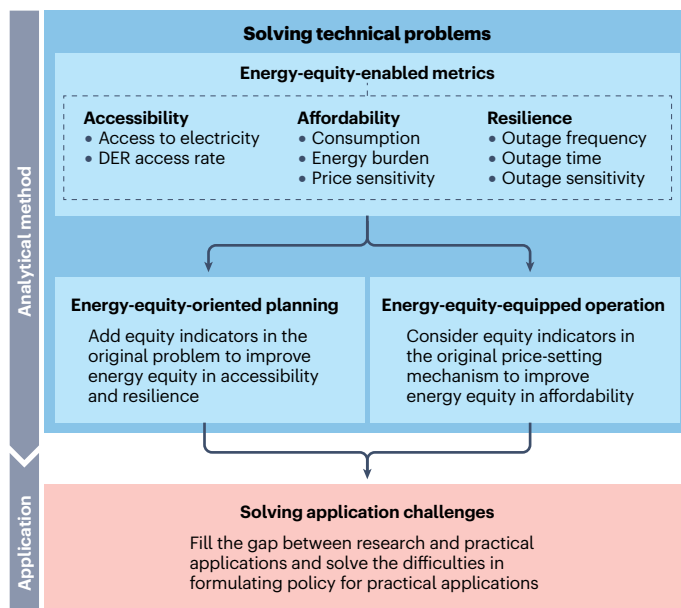 Analytical method
Application
Solving technical problems
Energy-equity-enabled metrics
Accessibility
• Access to electricity
• DER access rate
Affordability
• Consumption
• Energy burden
• Price sensitivity
Resilience
• Outage frequency
• Outage time
• Outage sensitivity
Energy-equity-oriented planning
Add equity indicators in the
original problem to improve
energy equity in accessibility
and resilience
Energy-equity-equipped operation
Consider equity indicators in
the original price-setting
mechanism to improve
energy equity in affordability
Solving application challenges
Fill the gap between research and practical
applications and solve the difficulties in
formulating policy for practical applications